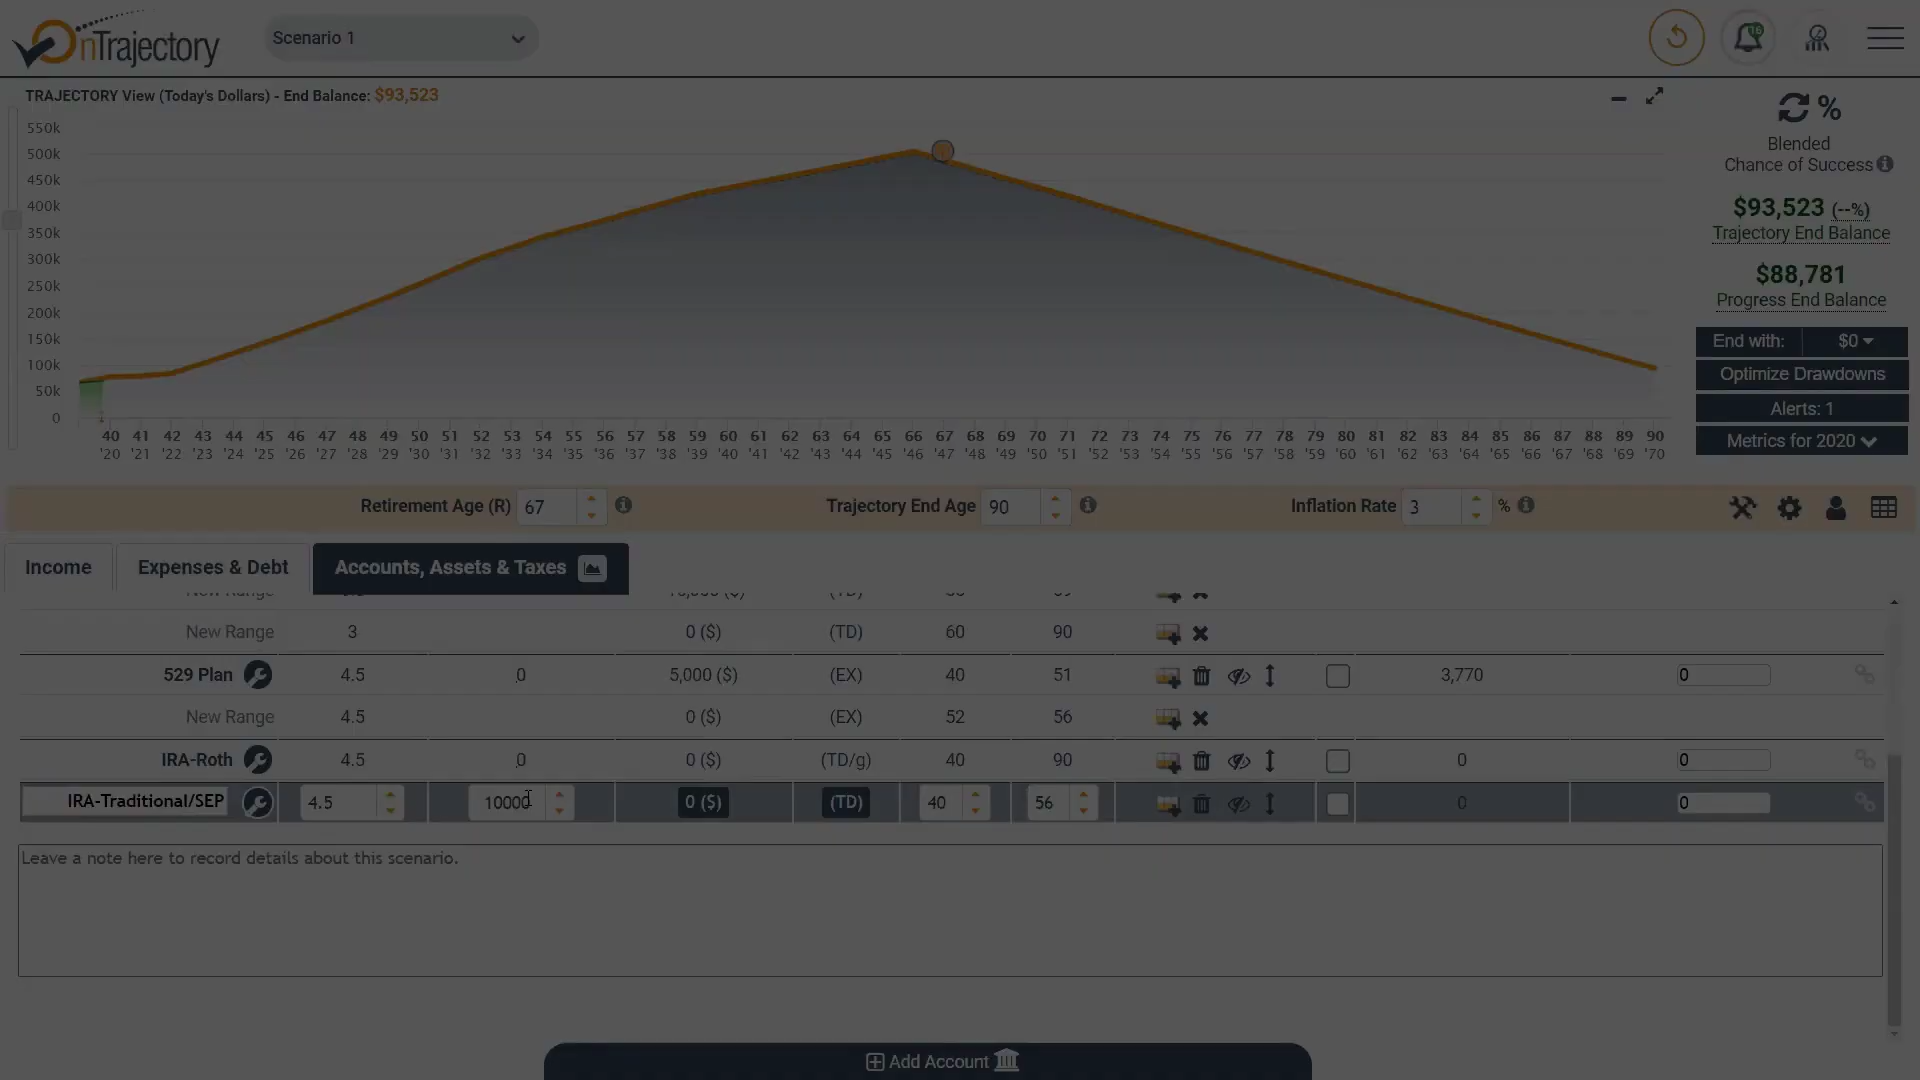 OnTrajectory
Scenario 1
16
TRAJECTORY View (Today's Dollars) - End Balance: $93,523
550k
500k
450k
400k
350k
300k
250k
200k
150k
100k
50k
0
40 41 42 43 44 45 46 47 48 49 50 51 52 53 54 55 56 57 58 59 60 61 62 63 64 65 66 67 68 69 70 71 72 73 74 75 76 77 78 79 80 81 82 83 84 85 86 87 88 89 90
'20 '21 '22 '23 '24 '25 '26 '27 '28 '29 '30 '31 '32 '33 '34 '35 '36 '37 '38 '39 '40 '41 '42 '43 '44 '45 '46 '47 '48 '49 '50 '51 '52 '53 '54 '55 '56 '57 '58 '59 '60 '61 '62 '63 '64 '65 '66 '67 '68 '69 '70
%
Blended
Chance of Success
$93,523 (--%)
Trajectory End Balance
$88,781
Progress End Balance
End with: $0
Optimize Drawdowns
Alerts: 1
Metrics for 2020
Retirement Age (R) 67 Trajectory End Age 90 Inflation Rate 3 %
Income Expenses & Debt Accounts, Assets & Taxes
New Range 3 0 ($) (TD) 60 90
529 Plan 4.5 0 5,000 ($) (EX) 40 51 3,770 0
New Range 4.5 0 ($) (EX) 52 56
IRA-Roth 4.5 0 0 ($) (TD/g) 40 90 0 0
IRA-Traditional/SEP 4.5 10000 0 ($) (TD) 40 56 0 0
Leave a note here to record details about this scenario.
Add Account